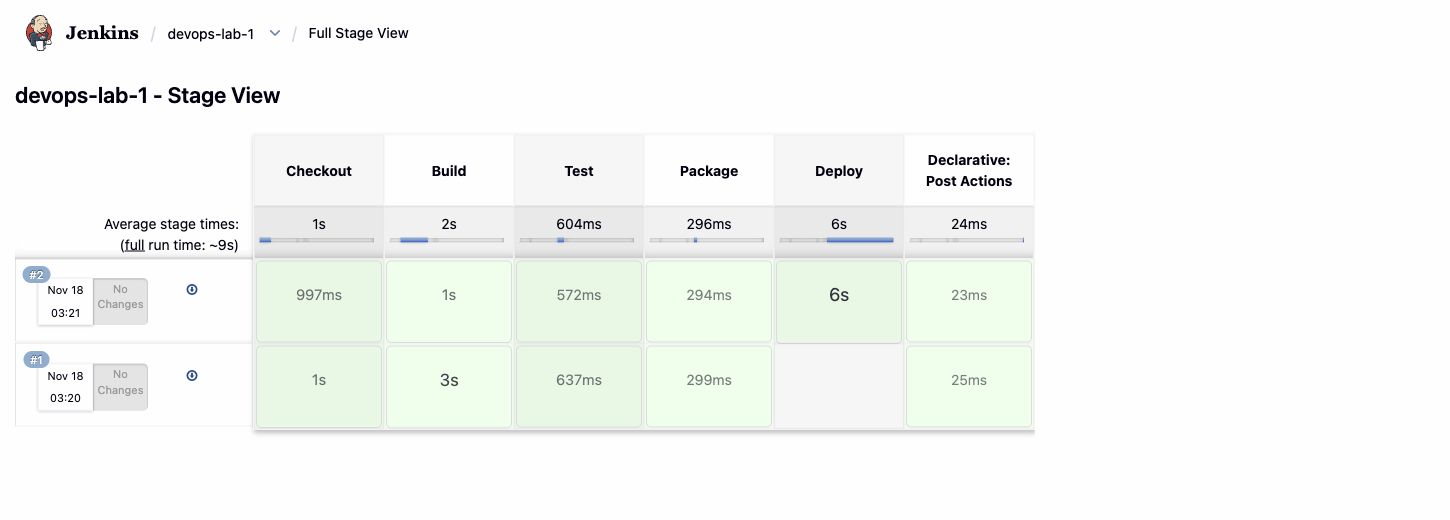 Jenkins / devops-lab-1 / Full Stage View
devops-lab-1 - Stage View
Checkout Build Test Package Deploy Declarative: Post Actions
Average stage times: 1s 2s 604ms 296ms 6s 24ms
(full run time: ~9s)
#2
Nov 18 No Changes
03:21
997ms 1s 572ms 294ms 6s 23ms
#1
Nov 18 No Changes
03:20
1s 3s 637ms 299ms 25ms